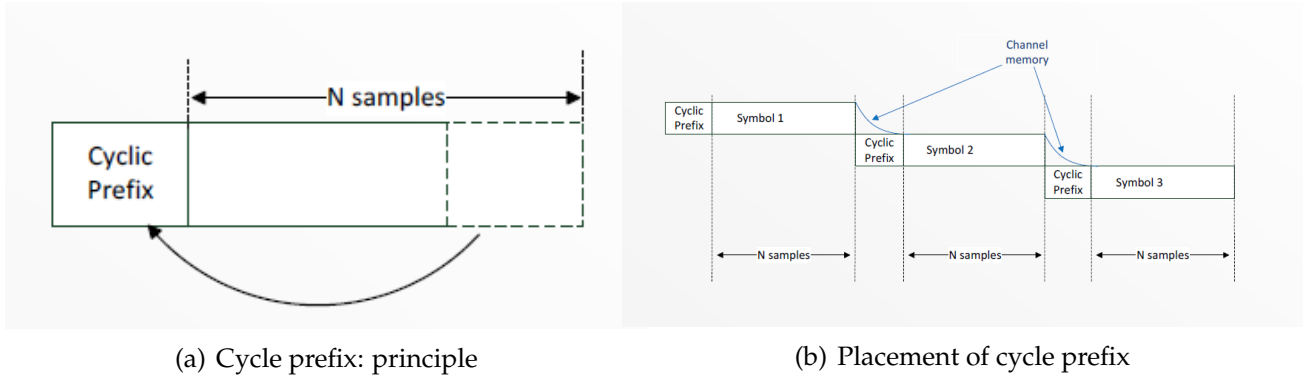 N samples
Cyclic
Prefix
(a) Cycle prefix: principle
Channel
memory
Cyclic
Prefix
Symbol 1
Cyclic
Prefix
Symbol 2
Cyclic
Prefix
Symbol 3
N samples
N samples
N samples
(b) Placement of cycle prefix